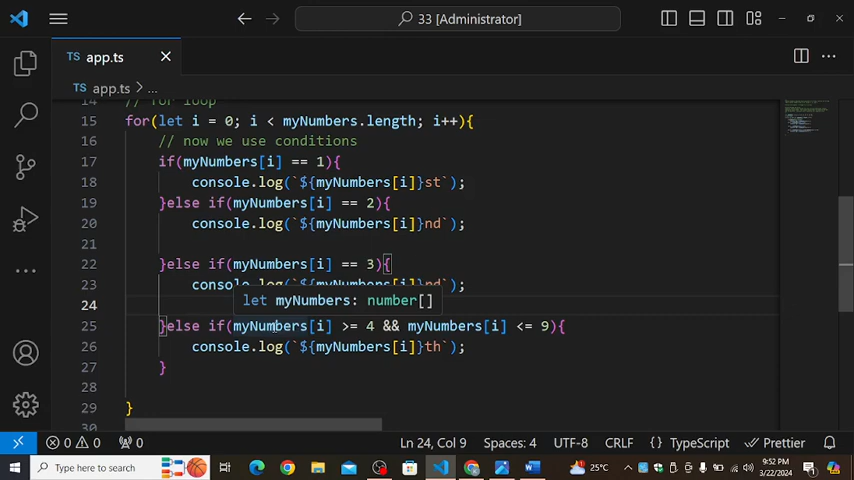 33 [Administrator]
TS app.ts
TS app.ts > ...
14 // for loop
15 for(let i = 0; i < myNumbers.length; i++){
16 // now we use conditions
17 if(myNumbers[i] == 1){
18 console.log(`${myNumbers[i]}st`);
19 }else if(myNumbers[i] == 2){
20 console.log(`${myNumbers[i]}nd`);
21
22 }else if(myNumbers[i] == 3){
23 console.log(`${myNumbers[i]}nd`);
let myNumbers: number[]
24
25 }else if(myNumbers[i] >= 4 && myNumbers[i] <= 9){
26 console.log(`${myNumbers[i]}th`);
27 }
28
29 }
30
0 0 0 Ln 24, Col 9 Spaces: 4 UTF-8 CRLF {} TypeScript Prettier
Type here to search 25°C 9:52 PM
3/22/2024 1